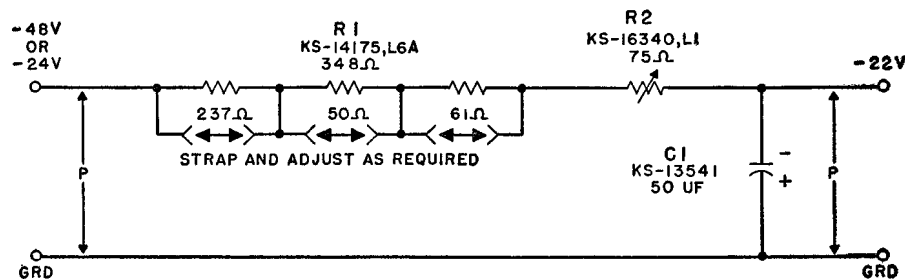 -48V
OR
-24V
R1
KS-14175,L6A
348Ω
R2
KS-16340,L1
75Ω
-22V
237Ω
50Ω
61Ω
STRAP AND ADJUST AS REQUIRED
P
C1
KS-13541
50 UF
-
+
P
GRD
GRD